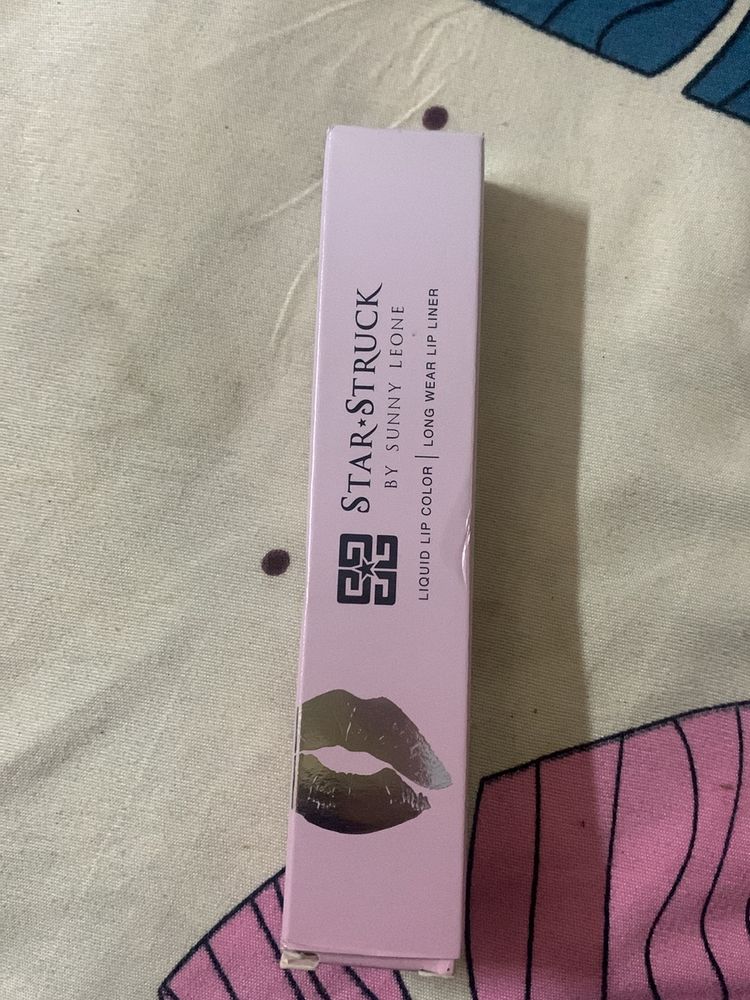 STAR★STRUCK
BY SUNNY LEONE
LIQUID LIP COLOR | LONG WEAR LIP LINER